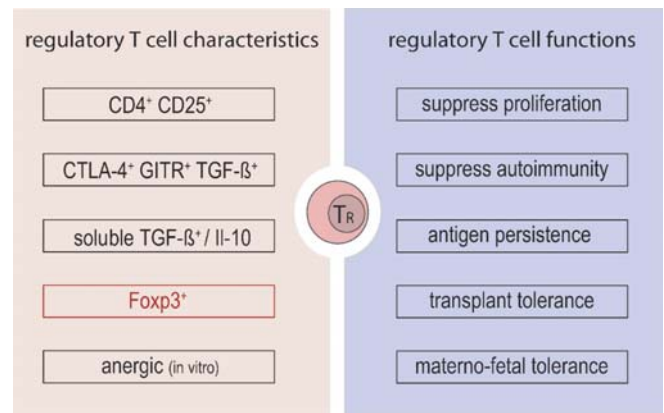 regulatory T cell characteristics
CD4⁺ CD25⁺
CTLA-4⁺ GITR⁺ TGF-ß⁺
soluble TGF-ß⁺ / Il-10
Foxp3⁺
anergic (in vitro)
TR
regulatory T cell functions
suppress proliferation
suppress autoimmunity
antigen persistence
transplant tolerance
materno-fetal tolerance